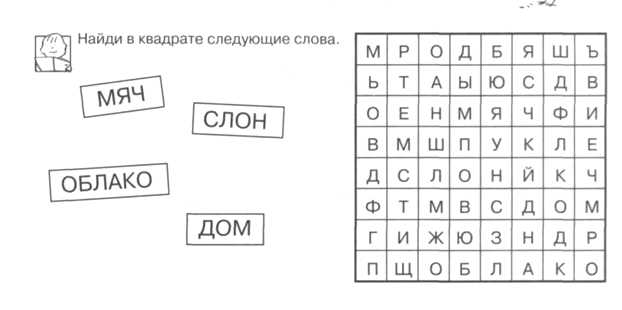 Найди в квадрате следующие слова.
МЯЧ
СЛОН
ОБЛАКО
ДОМ
М Р О Д Б Я Ш Ъ
Ь Т А Ы Ю С Д В
О Е Н М Я Ч Ф И
В М Ш П У К Л Е
Д С Л О Н Й К Ч
Ф Т М В С Д О М
Г И Ж Ю З Н Д Р
П Щ О Б Л А К О